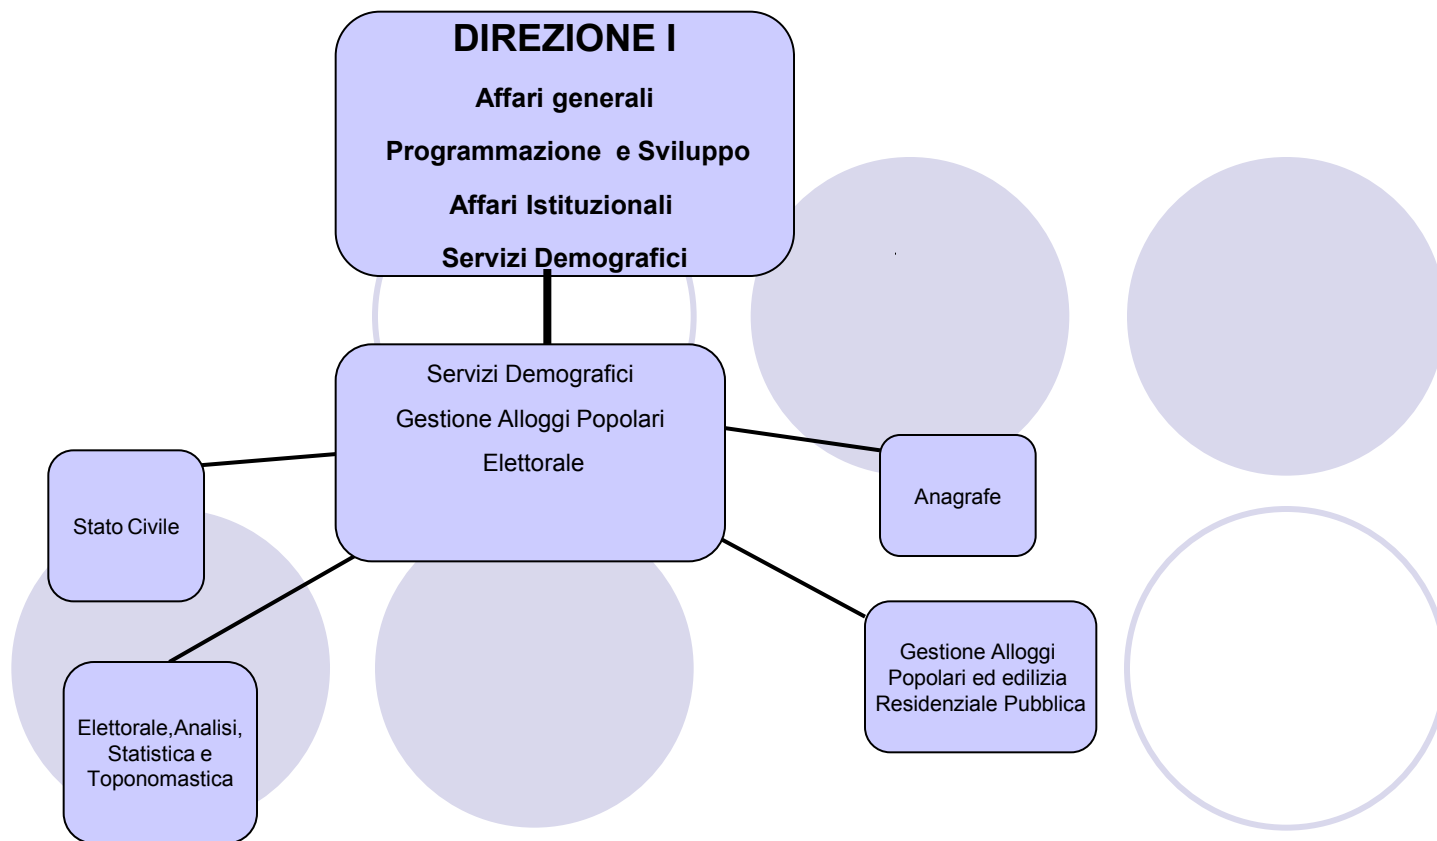 DIREZIONE I
Affari generali
Programmazione e Sviluppo
Affari Istituzionali
Servizi Demografici
Servizi Demografici
Gestione Alloggi Popolari
Elettorale
Stato Civile
Anagrafe
Elettorale,Analisi,
Statistica e
Toponomastica
Gestione Alloggi
Popolari ed edilizia
Residenziale Pubblica